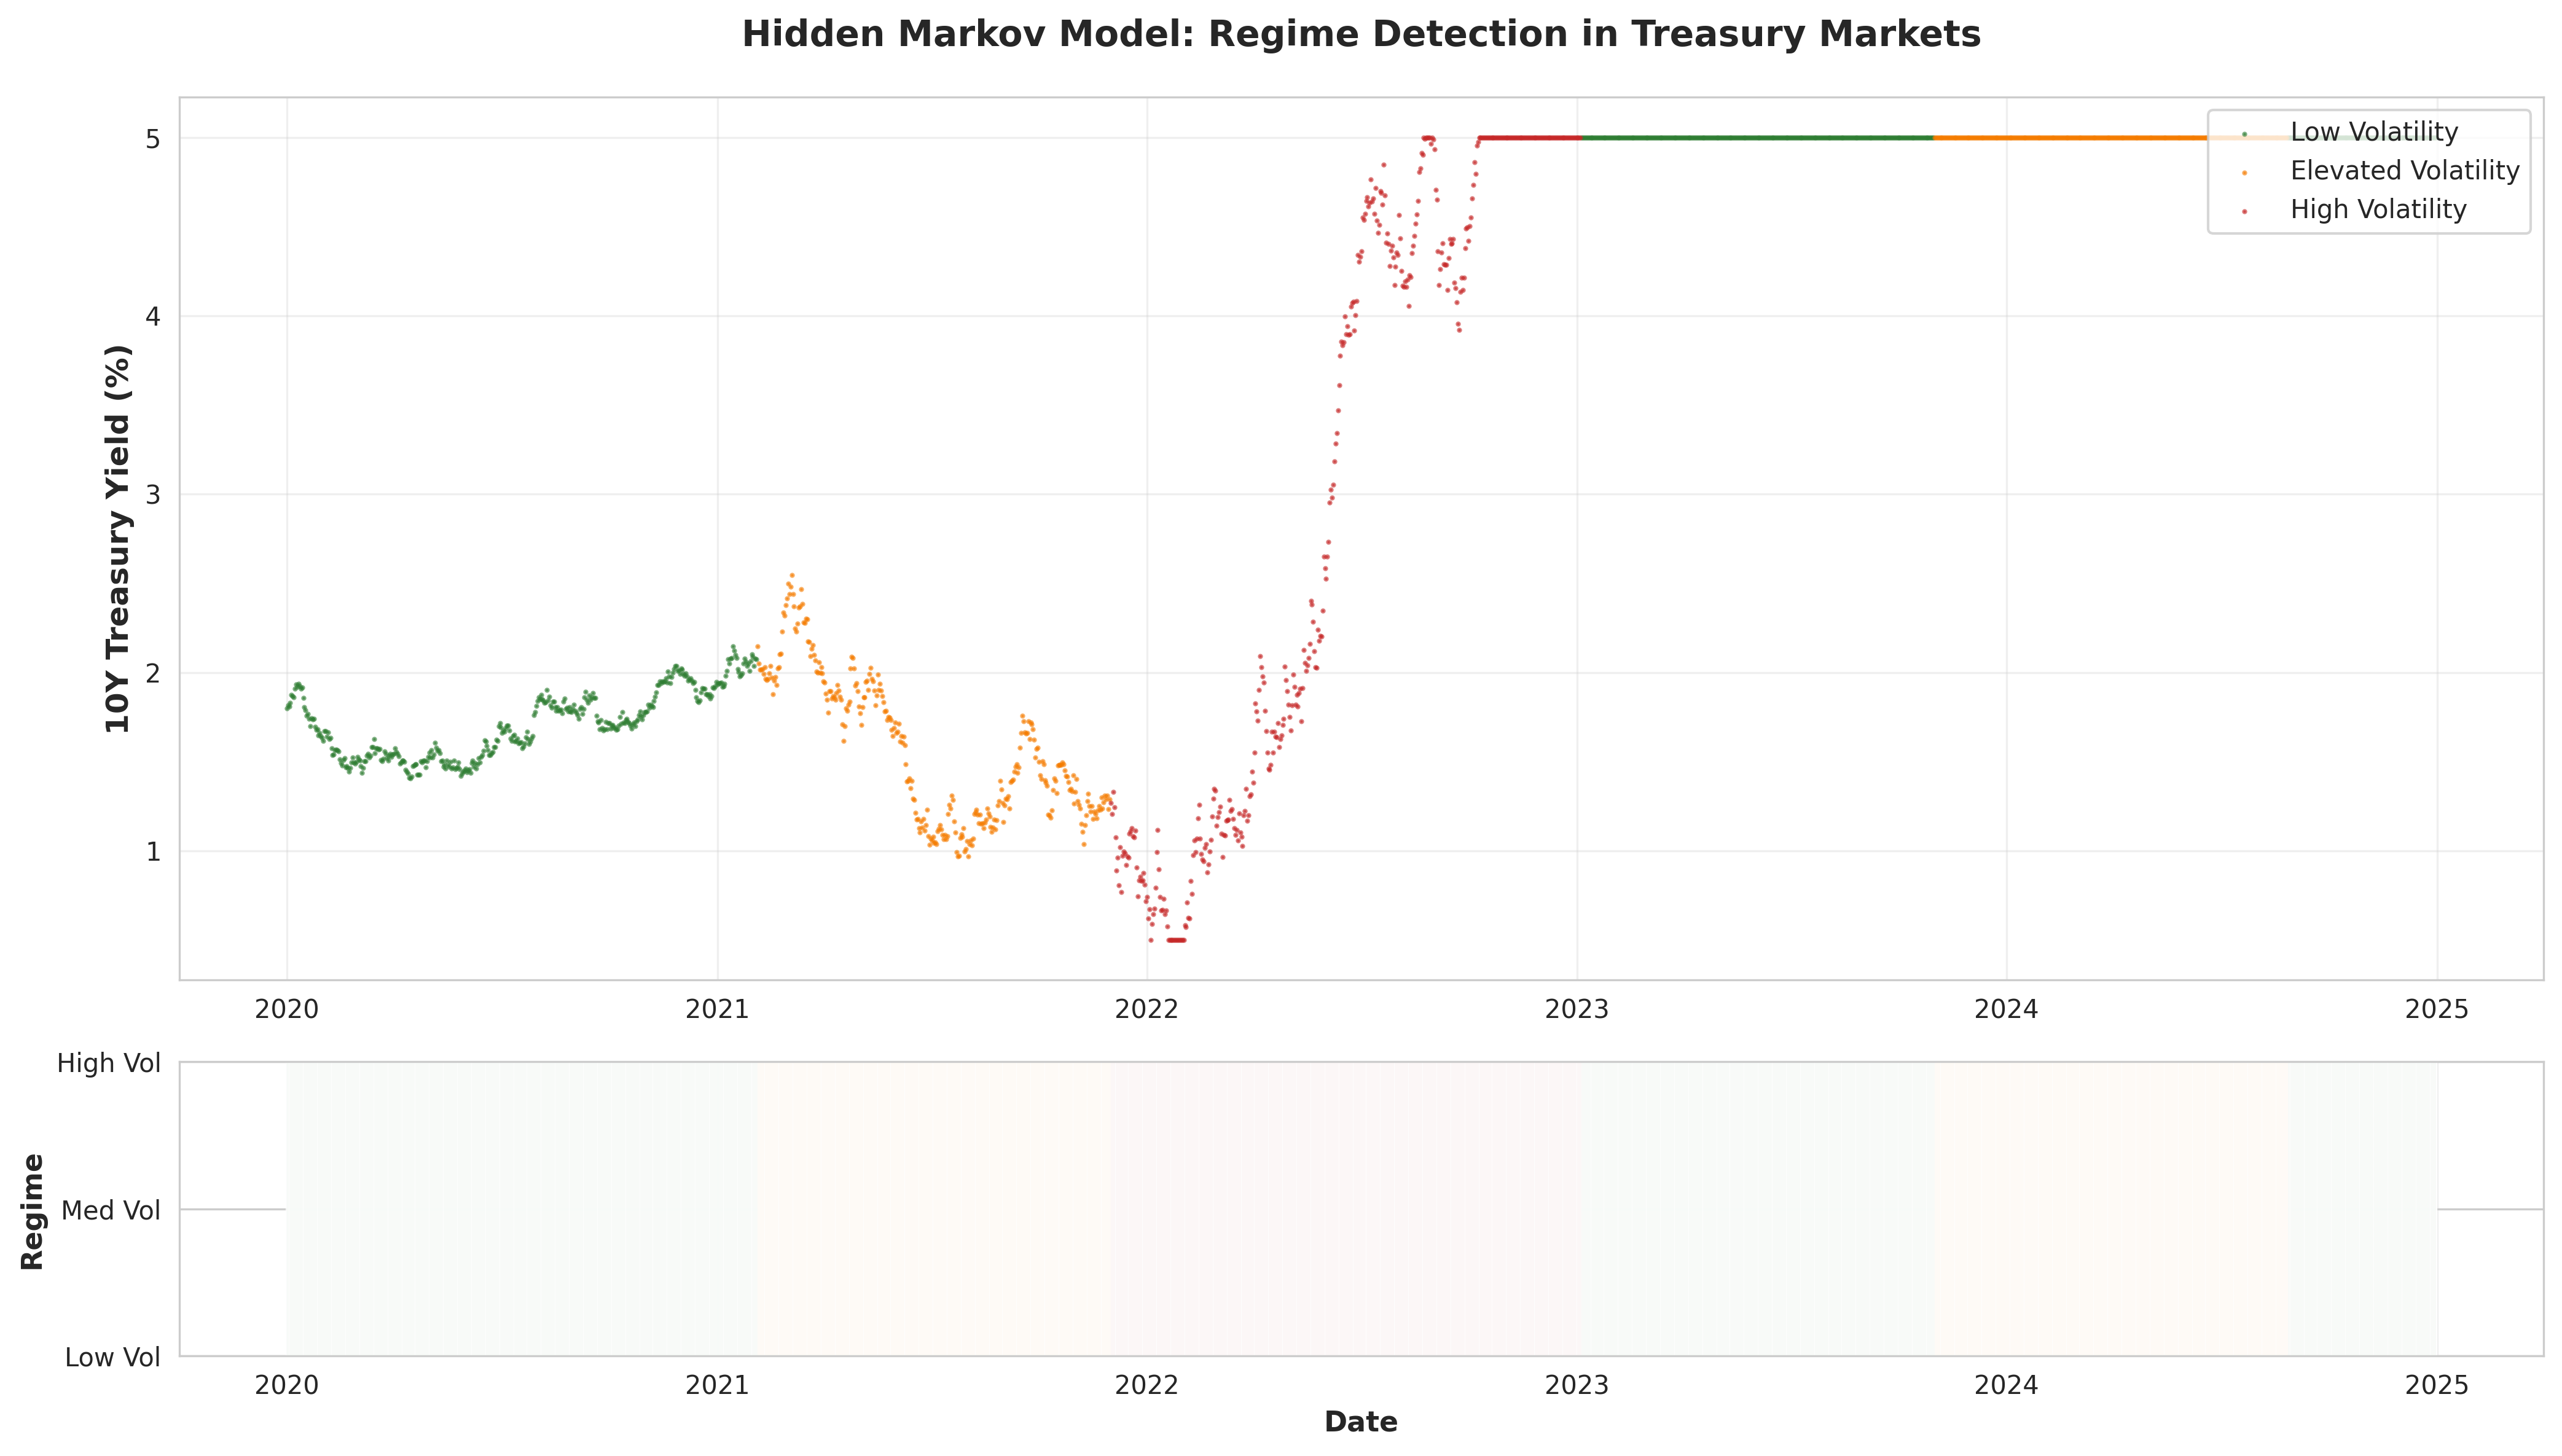 Hidden Markov Model: Regime Detection in Treasury Markets
10Y Treasury Yield (%)
5
4
3
2
1
Low Volatility
Elevated Volatility
High Volatility
2020
2021
2022
2023
2024
2025
Regime
High Vol
Med Vol
Low Vol
2020
2021
2022
2023
2024
2025
Date